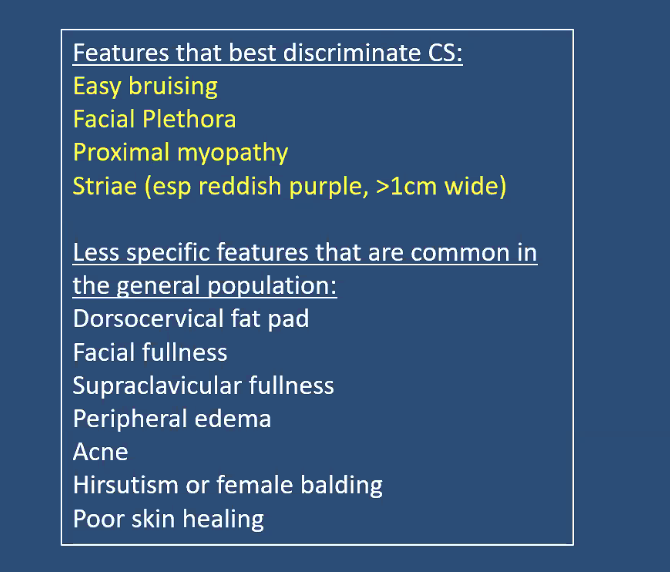 Features that best discriminate CS:
Easy bruising
Facial Plethora
Proximal myopathy
Striae (esp reddish purple, >1cm wide)
Less specific features that are common in
the general population:
Dorsocervical fat pad
Facial fullness
Supraclavicular fullness
Peripheral edema
Acne
Hirsutism or female balding
Poor skin healing